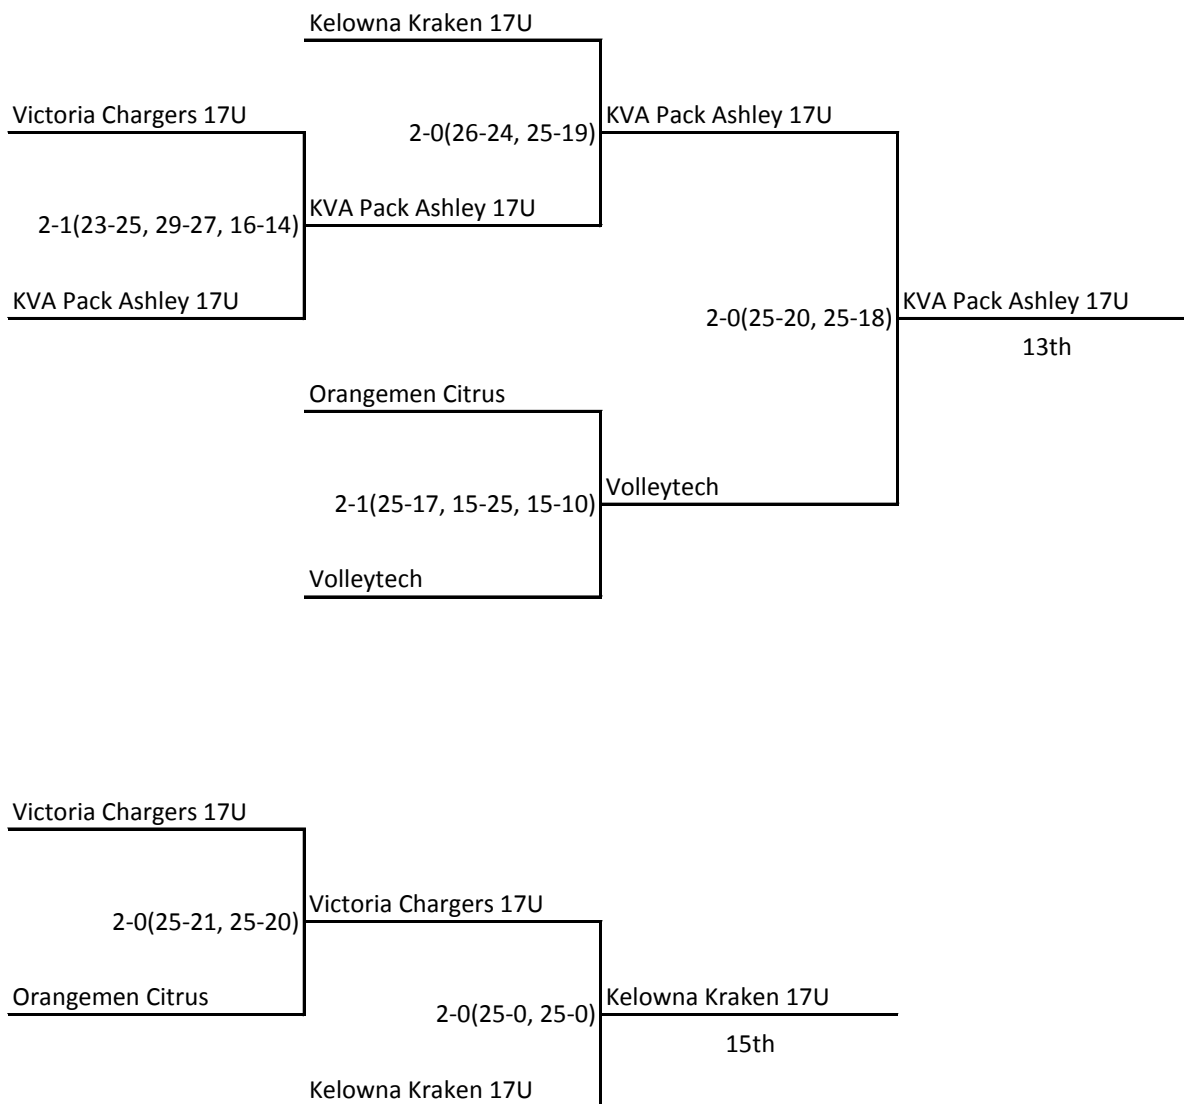 Kelowna Kraken 17U
Victoria Chargers 17U
KVA Pack Ashley 17U
2-0(26-24, 25-19)
KVA Pack Ashley 17U
2-1(23-25, 29-27, 16-14)
KVA Pack Ashley 17U
KVA Pack Ashley 17U
2-0(25-20, 25-18)
13th
Orangemen Citrus
Volleytech
2-1(25-17, 15-25, 15-10)
Volleytech
Victoria Chargers 17U
Victoria Chargers 17U
2-0(25-21, 25-20)
Orangemen Citrus
Kelowna Kraken 17U
2-0(25-0, 25-0)
15th
Kelowna Kraken 17U